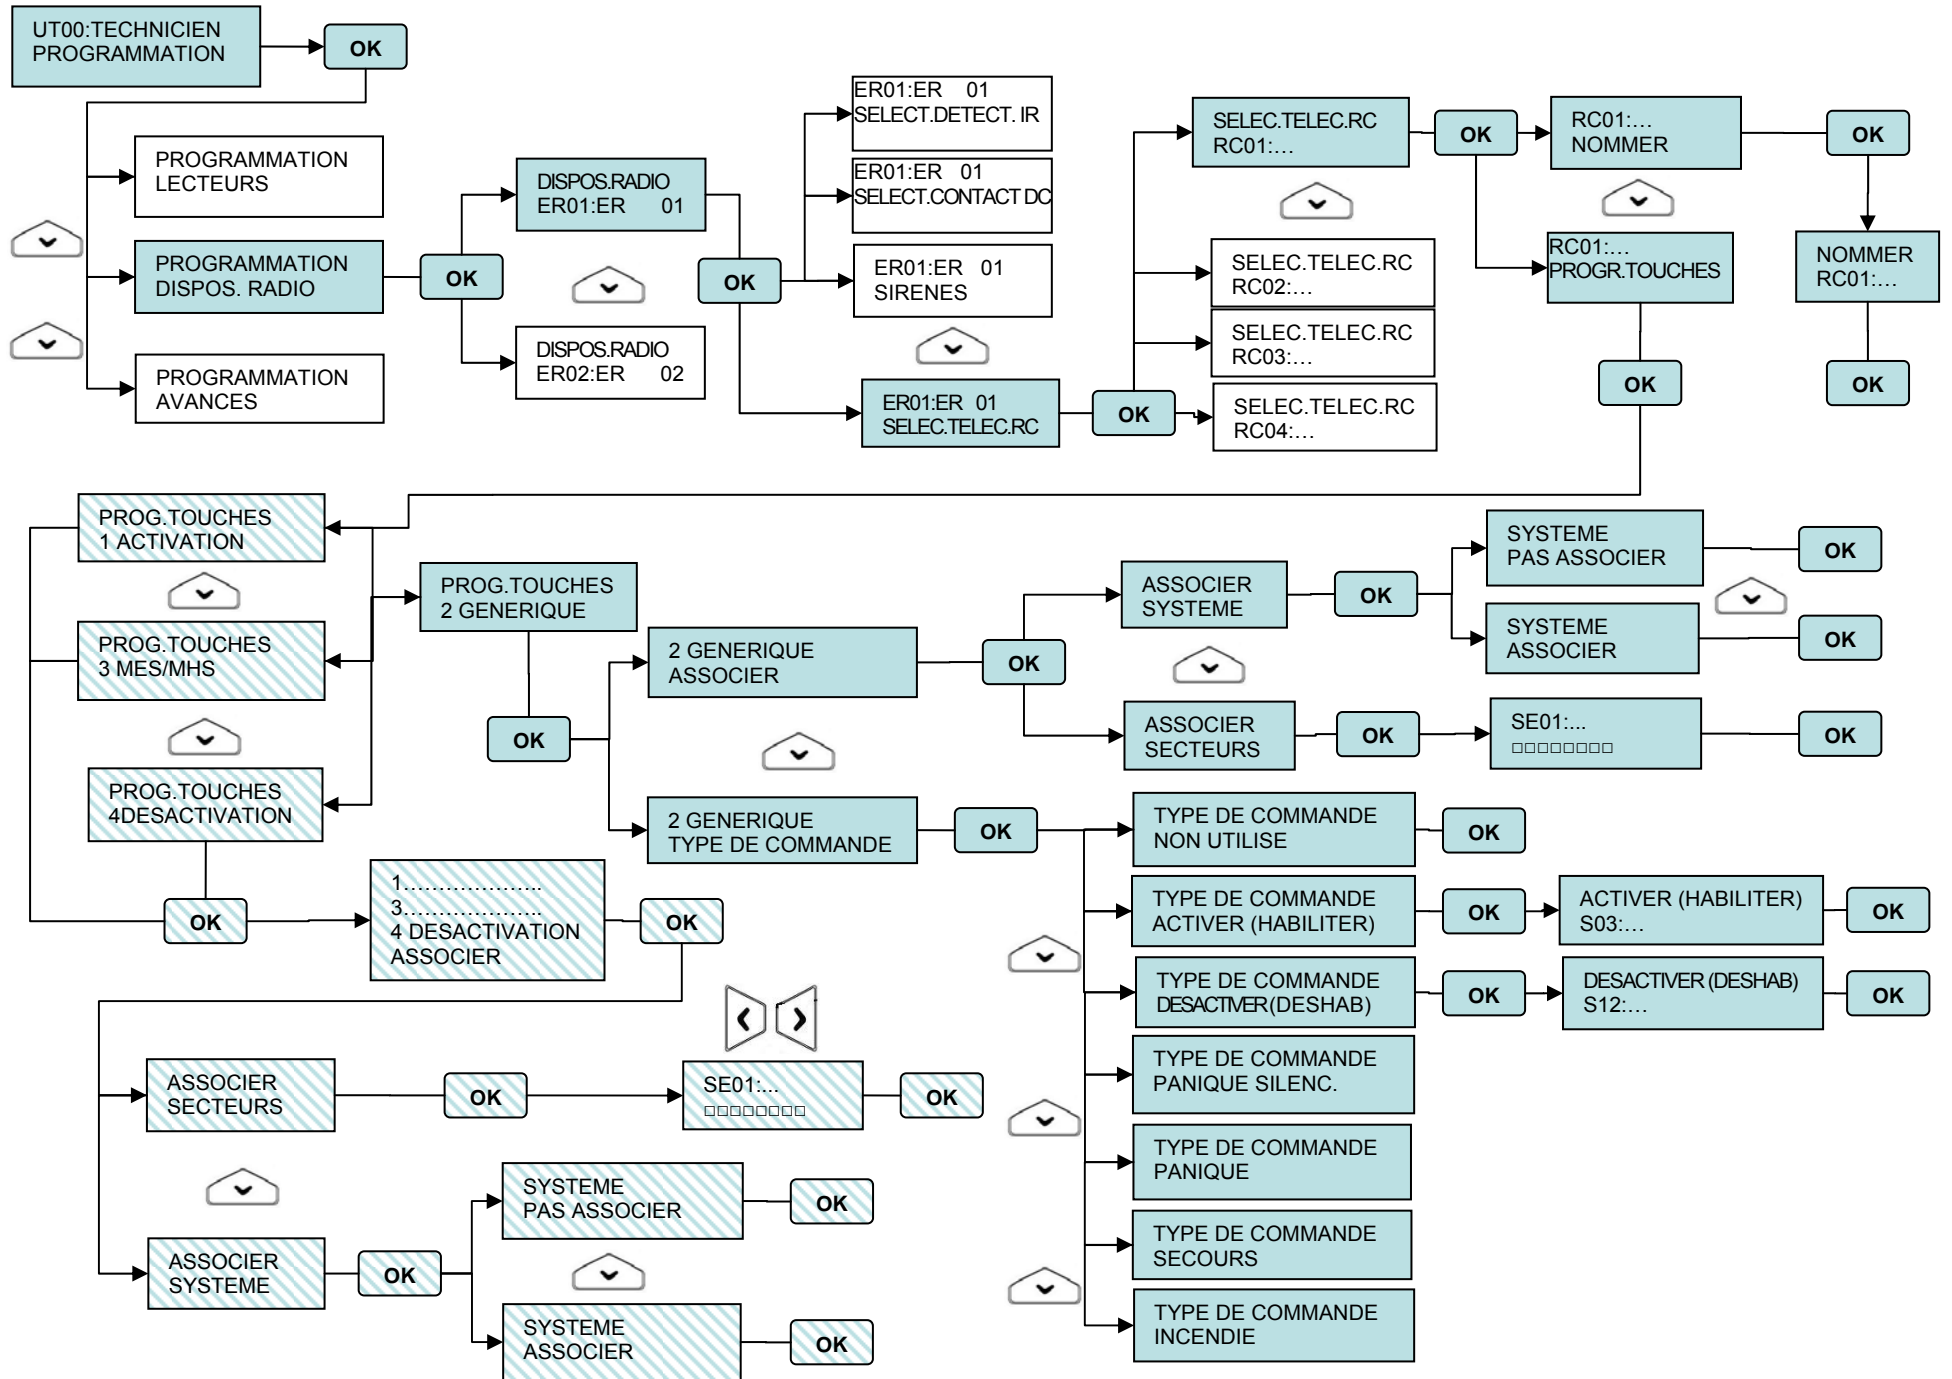 UT00:TECHNICIEN
PROGRAMMATION
OK
PROGRAMMATION
LECTEURS
PROGRAMMATION
DISPOS. RADIO
PROGRAMMATION
AVANCES
OK
DISPOS.RADIO
ER01:ER 01
DISPOS.RADIO
ER02:ER 02
OK
ER01:ER 01
SELECT.DETECT. IR
ER01:ER 01
SELECT.CONTACT DC
ER01:ER 01
SIRENES
ER01:ER 01
SELEC.TELEC.RC
OK
SELEC.TELEC.RC
RC01:…
SELEC.TELEC.RC
RC02:…
SELEC.TELEC.RC
RC03:…
SELEC.TELEC.RC
RC04:…
OK
RC01:…
NOMMER
RC01:…
PROGR.TOUCHES
OK
OK
NOMMER
RC01:…
OK
PROG.TOUCHES
1 ACTIVATION
PROG.TOUCHES
3 MES/MHS
PROG.TOUCHES
4DESACTIVATION
OK
PROG.TOUCHES
2 GENERIQUE
OK
2 GENERIQUE
ASSOCIER
OK
ASSOCIER
SYSTEME
OK
SYSTEME
PAS ASSOCIER
OK
SYSTEME
ASSOCIER
OK
ASSOCIER
SECTEURS
OK
SE01:...
□□□□□□□□
OK
2 GENERIQUE
TYPE DE COMMANDE
OK
TYPE DE COMMANDE
NON UTILISE
OK
TYPE DE COMMANDE
ACTIVER (HABILITER)
OK
ACTIVER (HABILITER)
S03:…
OK
TYPE DE COMMANDE
DESACTIVER(DESHAB)
OK
DESACTIVER (DESHAB)
S12:…
OK
TYPE DE COMMANDE
PANIQUE SILENC.
TYPE DE COMMANDE
PANIQUE
TYPE DE COMMANDE
SECOURS
TYPE DE COMMANDE
INCENDIE
1………………..
3………………..
4 DESACTIVATION
ASSOCIER
OK
ASSOCIER
SECTEURS
OK
SE01:...
□□□□□□□□
OK
ASSOCIER
SYSTEME
OK
SYSTEME
PAS ASSOCIER
OK
SYSTEME
ASSOCIER
OK